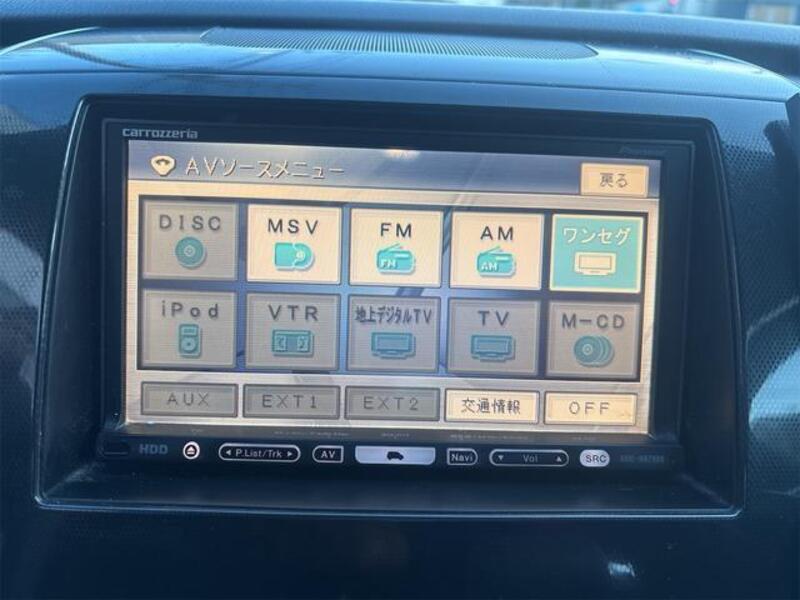 carrozzeria
Pioneer
AVソースメニュー
戻る
DISC
MSV
FM
AM
ワンセグ
FM
AM
iPod
VTR
地上デジタルTV
TV
M-CD
AUX
EXT1
EXT2
交通情報
OFF
HDD
P.List/Trk
AV
Navi
Vol
SRC